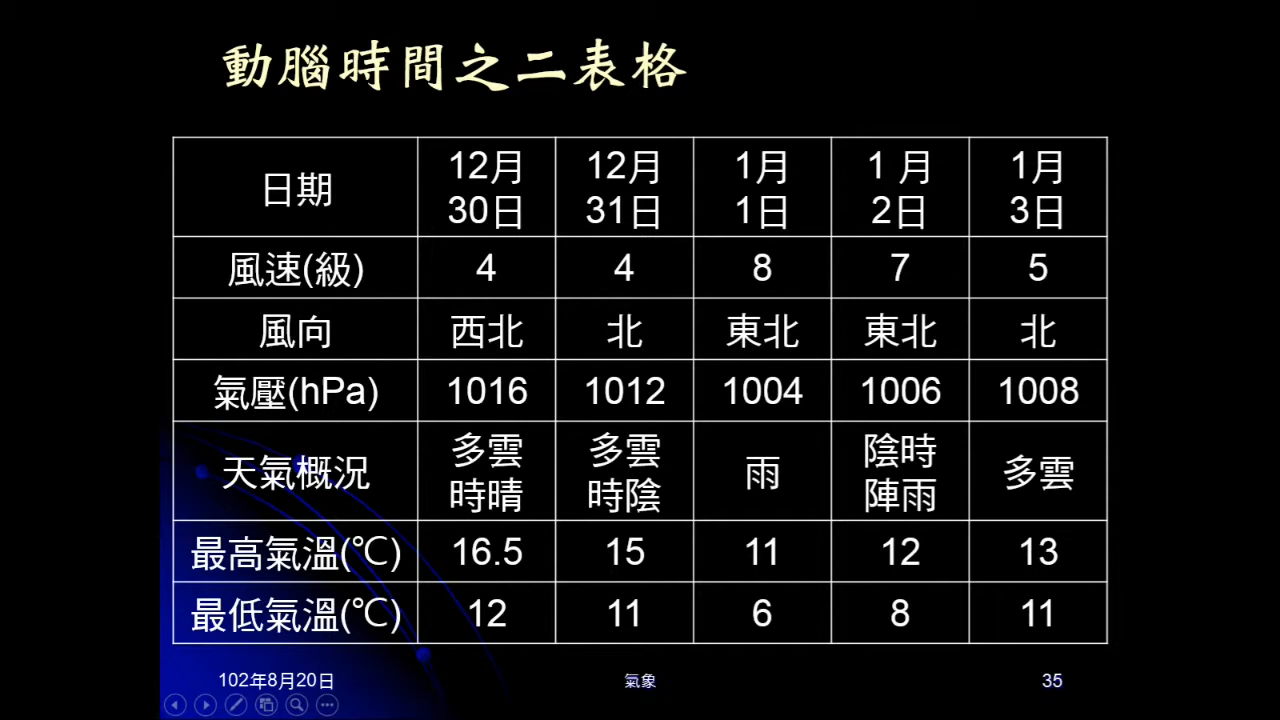 動腦時間之二表格
日期 12月30日 12月31日 1月1日 1 月2日 1月3日
風速(級) 4 4 8 7 5
風向 西北 北 東北 東北 北
氣壓(hPa) 1016 1012 1004 1006 1008
天氣概況 多雲時晴 多雲時陰 雨 陰時陣雨 多雲
最高氣溫(℃) 16.5 15 11 12 13
最低氣溫(℃) 12 11 6 8 11
102年8月20日 氣象 35